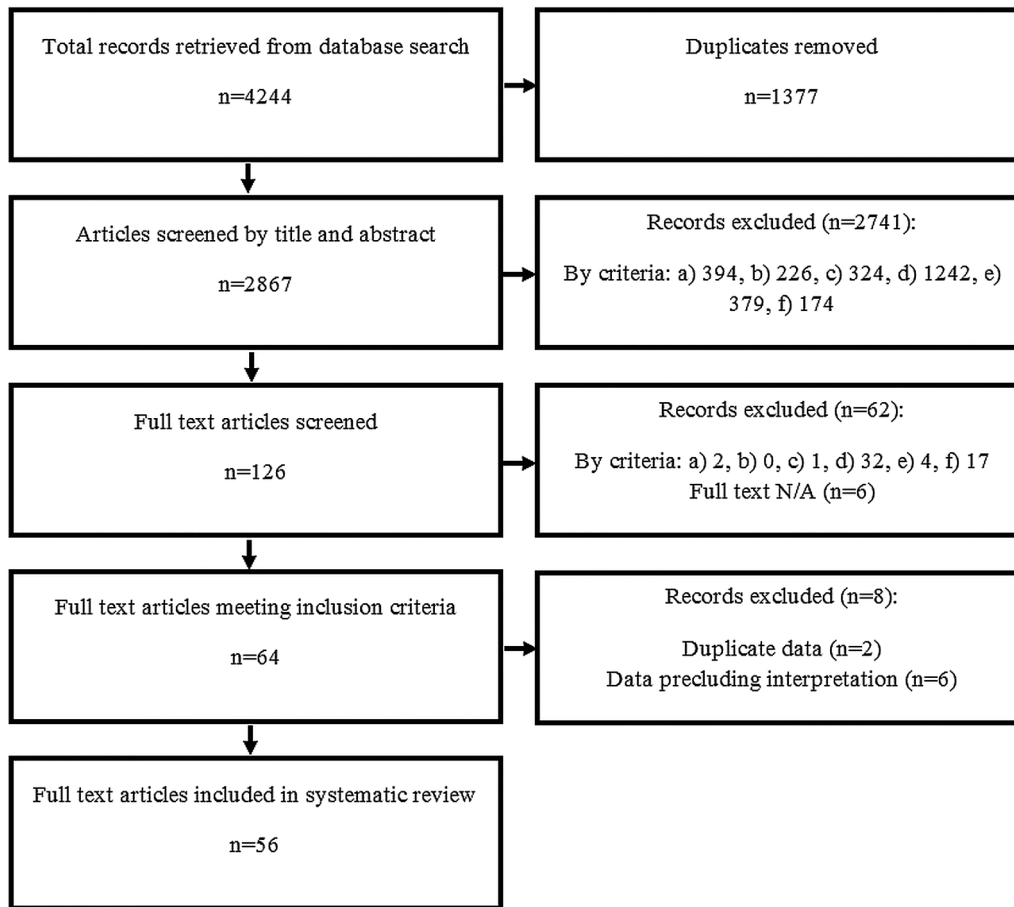 Total records retrieved from database search
n=4244
Duplicates removed
n=1377
Articles screened by title and abstract
n=2867
Records excluded (n=2741):
By criteria: a) 394, b) 226, c) 324, d) 1242, e)
379, f) 174
Full text articles screened
n=126
Records excluded (n=62):
By criteria: a) 2, b) 0, c) 1, d) 32, e) 4, f) 17
Full text N/A (n=6)
Full text articles meeting inclusion criteria
n=64
Records excluded (n=8):
Duplicate data (n=2)
Data precluding interpretation (n=6)
Full text articles included in systematic review
n=56